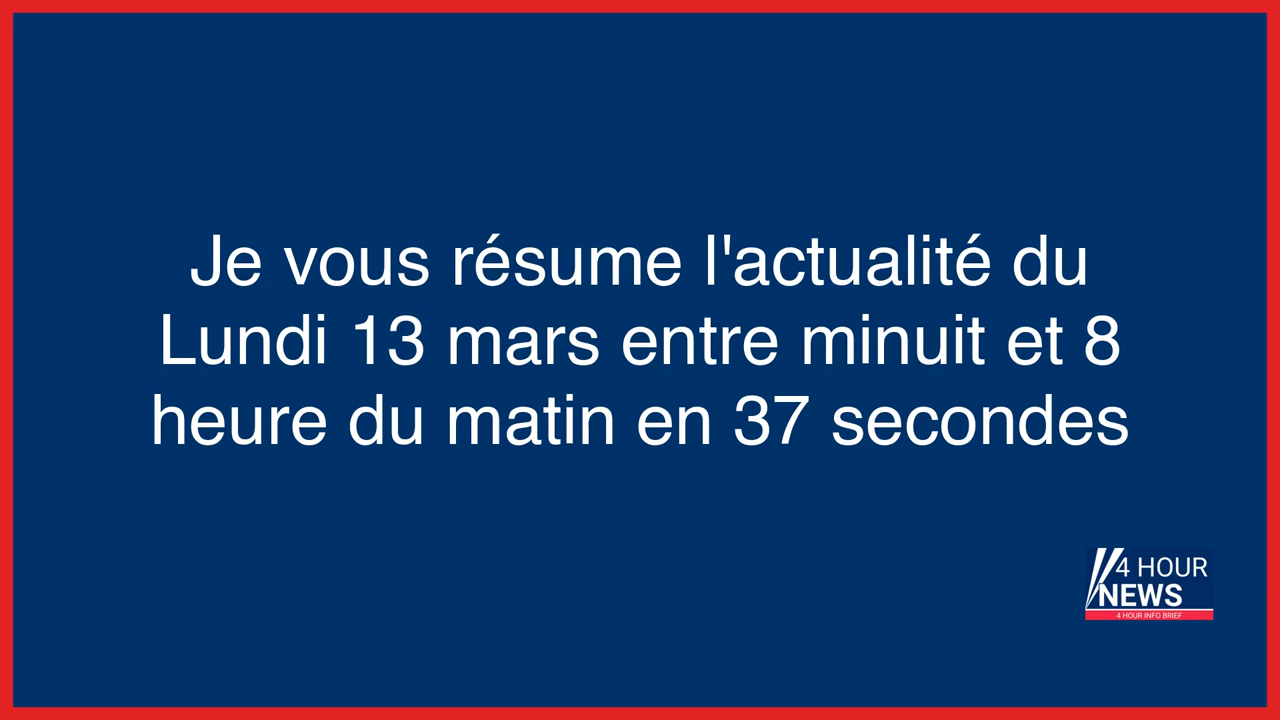 Je vous résume l'actualité du
Lundi 13 mars entre minuit et 8
heure du matin en 37 secondes
4 HOUR
NEWS
4 HOUR INFO BRIEF